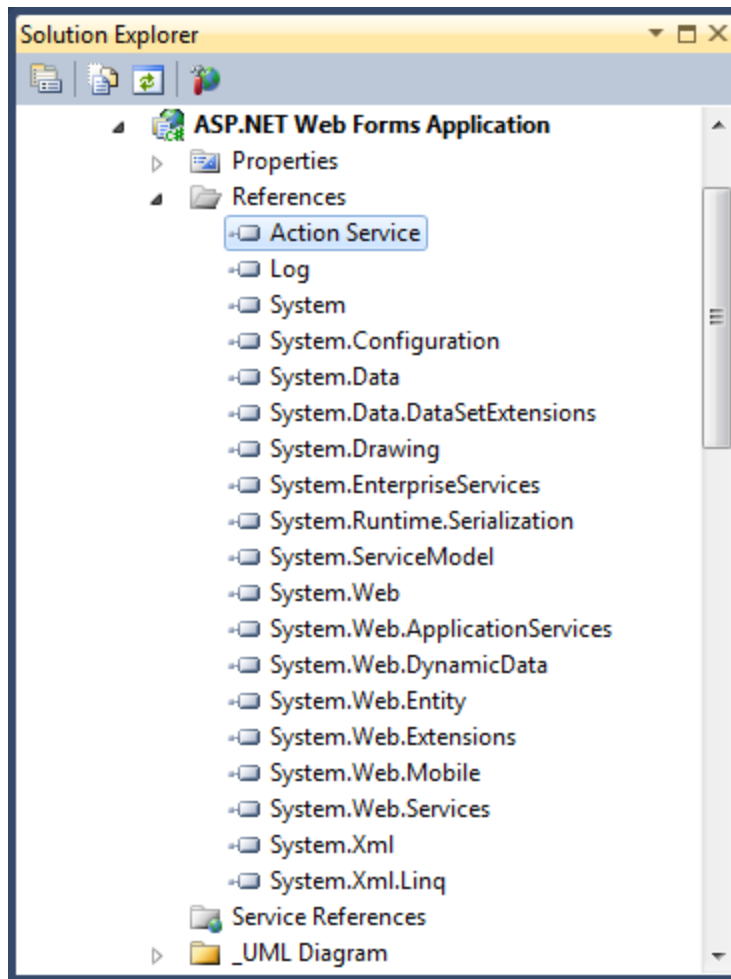 Solution Explorer
ASP.NET Web Forms Application
Properties
References
Action Service
Log
System
System.Configuration
System.Data
System.Data.DataSetExtensions
System.Drawing
System.EnterpriseServices
System.Runtime.Serialization
System.ServiceModel
System.Web
System.Web.ApplicationServices
System.Web.DynamicData
System.Web.Entity
System.Web.Extensions
System.Web.Mobile
System.Web.Services
System.Xml
System.Xml.Linq
Service References
_UML Diagram